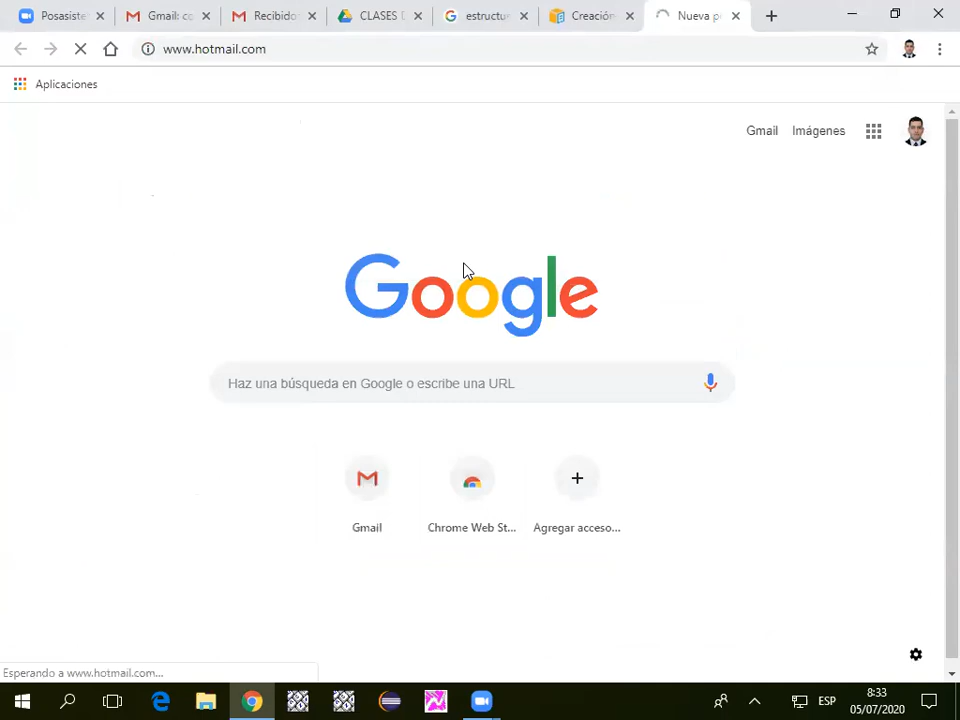 Posasiste
Gmail: co
Recibido
CLASES D
estructu
Creación
Nueva p
www.hotmail.com
Aplicaciones
Gmail
Imágenes
Google
Haz una búsqueda en Google o escribe una URL
Gmail
Chrome Web St...
Agregar acceso...
Esperando a www.hotmail.com...
ESP
8:33
05/07/2020